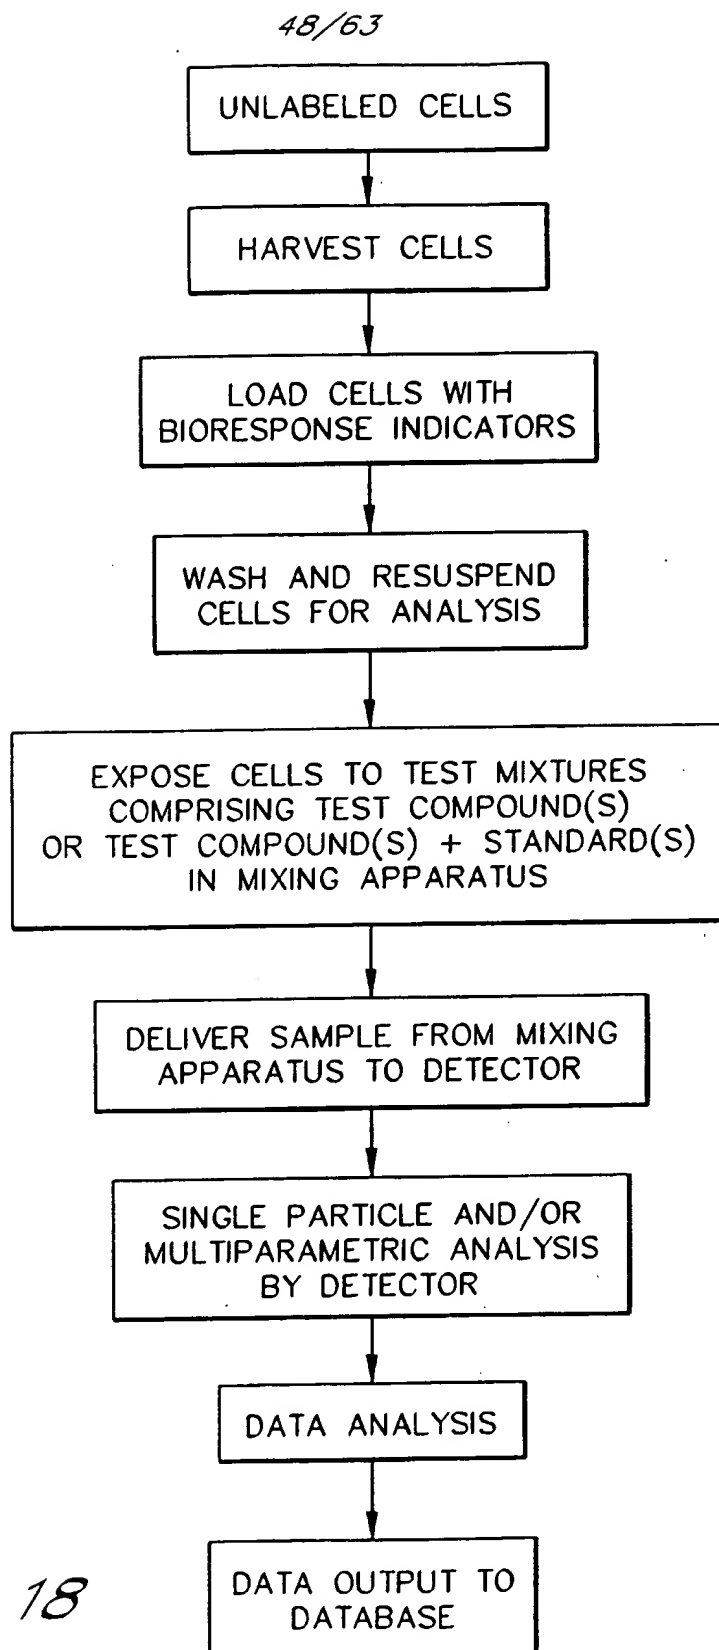 48/63
UNLABELED CELLS
HARVEST CELLS
LOAD CELLS WITH
BIORESPONSE INDICATORS
WASH AND RESUSPEND
CELLS FOR ANALYSIS
EXPOSE CELLS TO TEST MIXTURES
COMPRISING TEST COMPOUND(S)
OR TEST COMPOUND(S) + STANDARD(S)
IN MIXING APPARATUS
DELIVER SAMPLE FROM MIXING
APPARATUS TO DETECTOR
SINGLE PARTICLE AND/OR
MULTIPARAMETRIC ANALYSIS
BY DETECTOR
DATA ANALYSIS
DATA OUTPUT TO
DATABASE
18